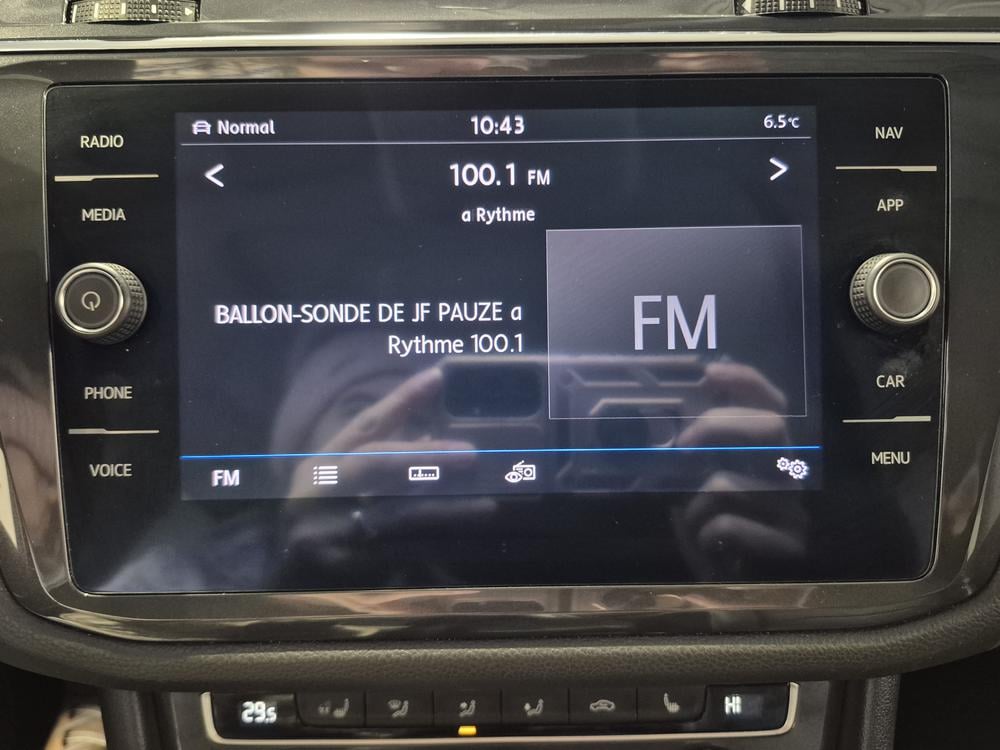 RADIO
MEDIA
PHONE
VOICE
Normal
10:43
6.5°C
< 100.1 FM >
a Rythme
BALLON-SONDE DE JF PAUZE a
Rythme 100.1
FM
FM
NAV
APP
CAR
MENU
29.5
HI